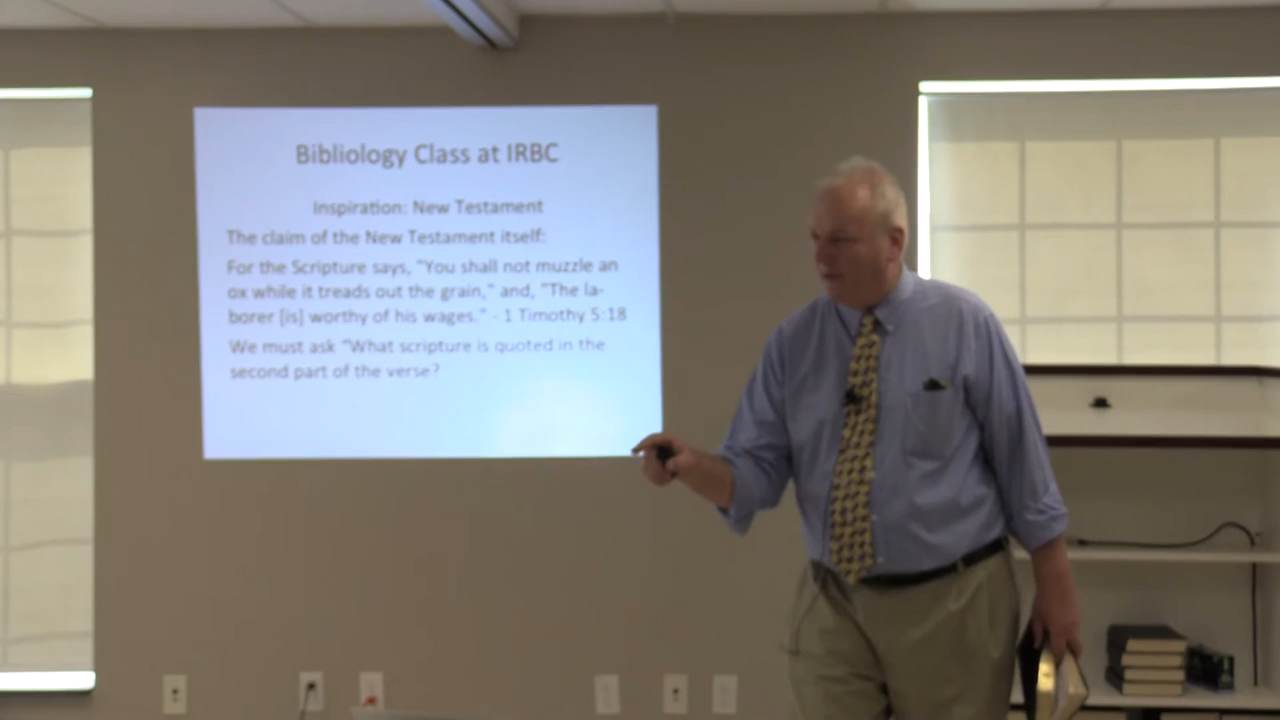 Bibliology Class at IRBC
Inspiration: New Testament
The claim of the New Testament itself:
For the Scripture says, "You shall not muzzle an
ox while it treads out the grain," and, "The la-
borer [is] worthy of his wages." - 1 Timothy 5:18
We must ask "What scripture is quoted in the
second part of the verse?